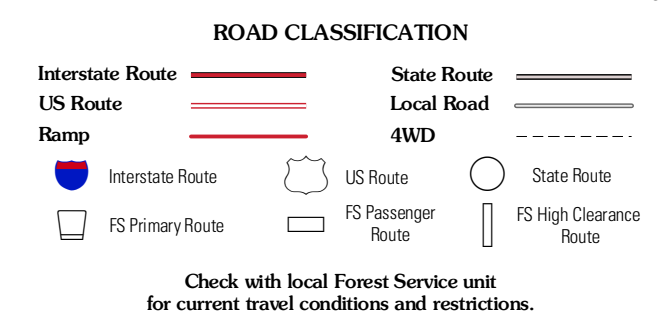 ROAD CLASSIFICATION
Interstate Route
State Route
US Route
Local Road
Ramp
4WD
Interstate Route
US Route
State Route
FS Primary Route
FS Passenger
Route
FS High Clearance
Route
Check with local Forest Service unit
for current travel conditions and restrictions.